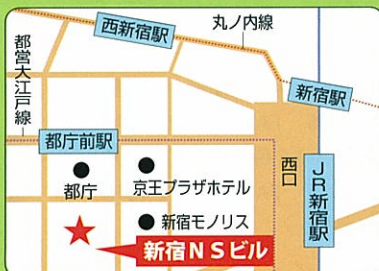 西新宿駅
丸ノ内線
都営大江戸線
新宿駅
都庁前駅
都庁
京王プラザホテル
西口
JR新宿駅
新宿モノリス
新宿NSビル